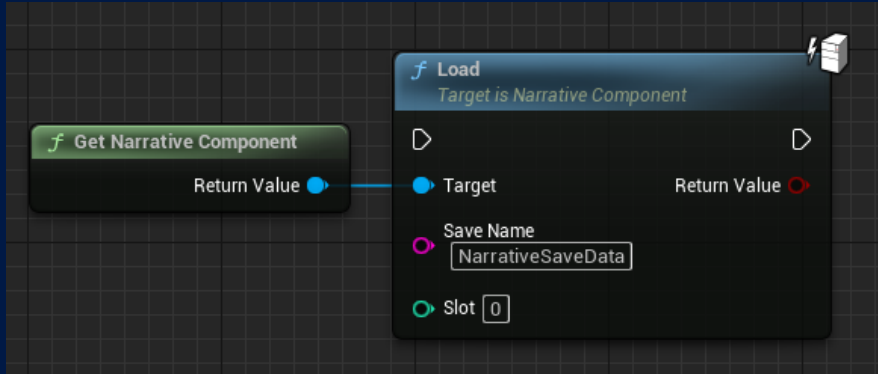 f Get Narrative Component
Return Value
f Load
Target is Narrative Component
Target
Return Value
Save Name
NarrativeSaveData
Slot 0